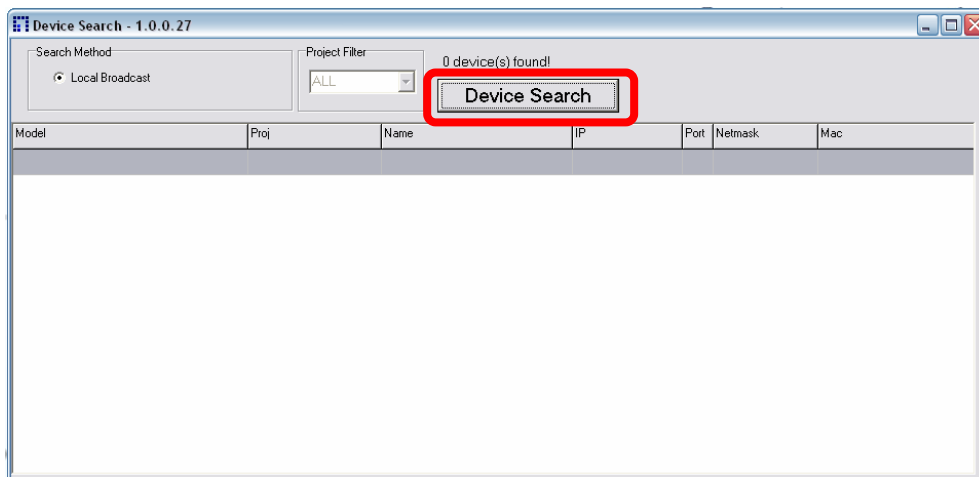 Device Search - 1.0.0.27
Search Method
Project Filter
0 device(s) found!
Local Broadcast
ALL
Device Search
Model Proj Name IP Port Netmask Mac